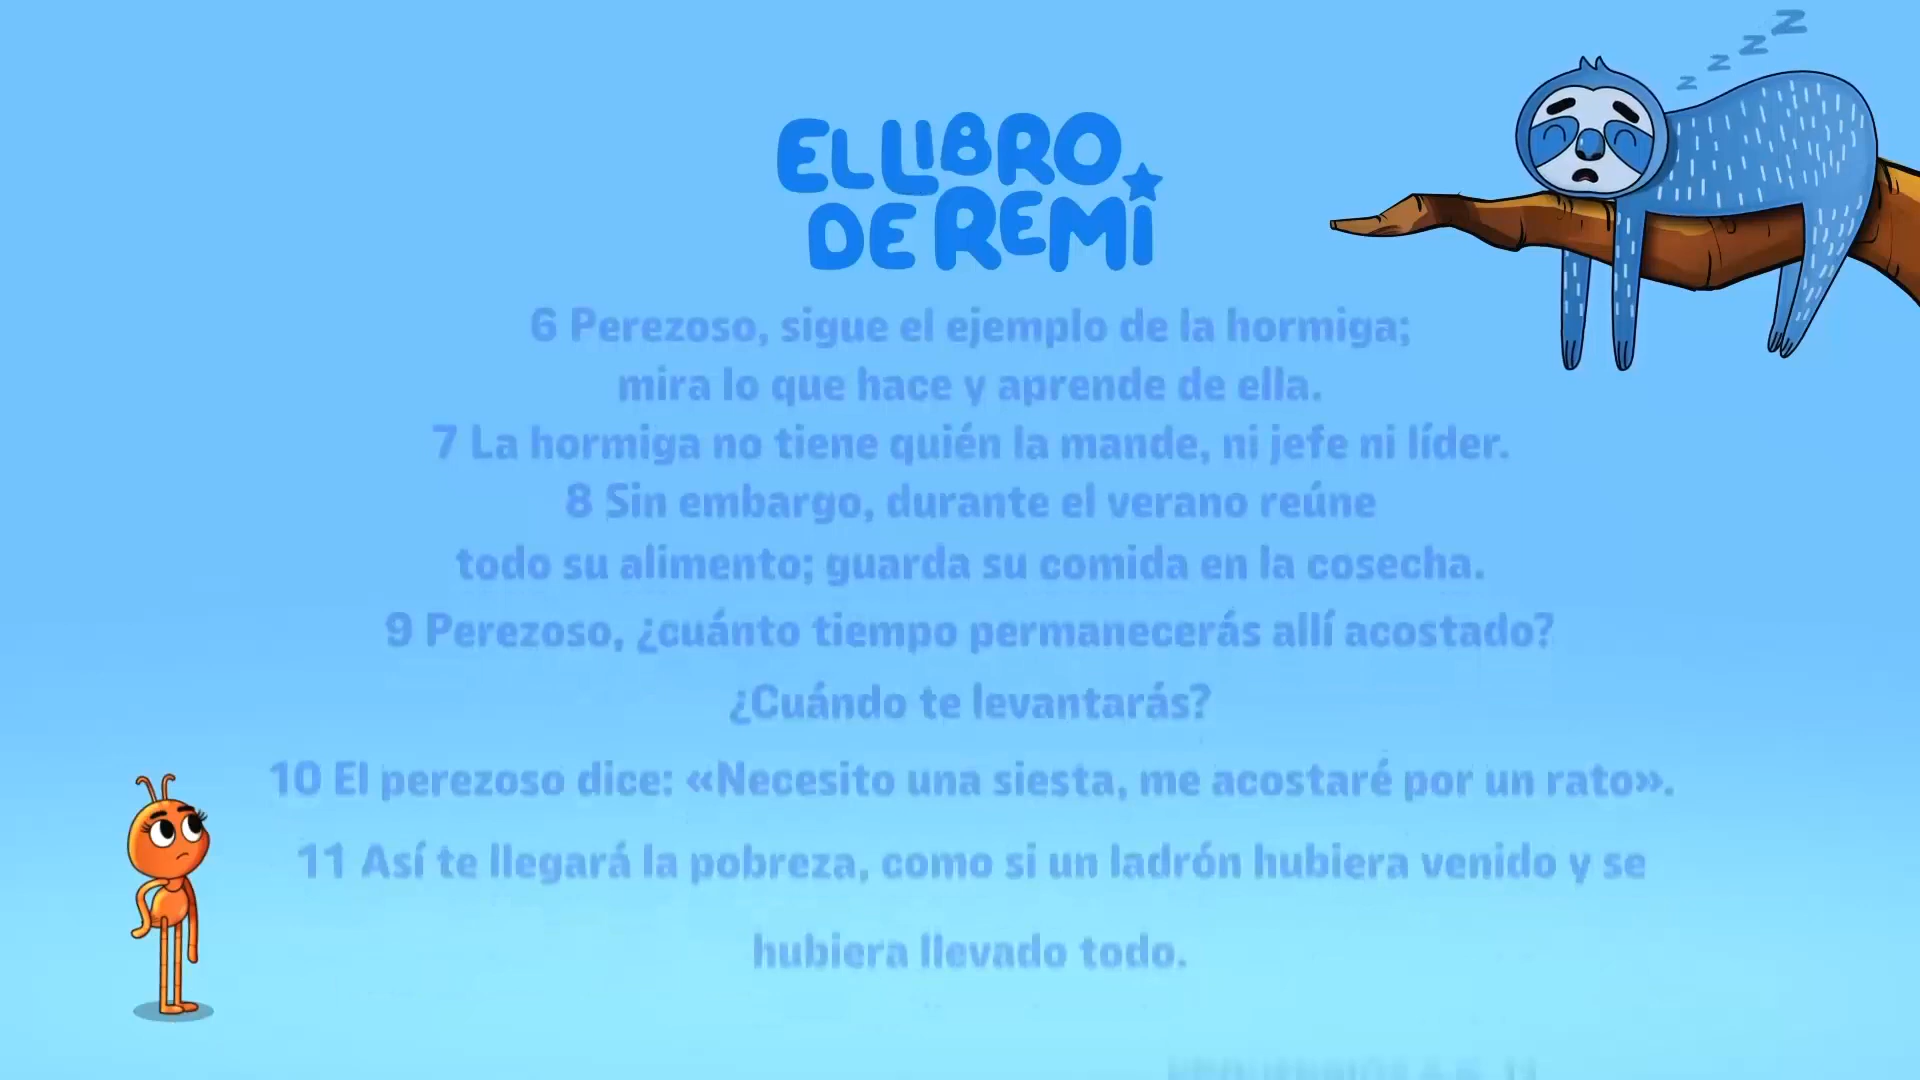 Z
Z
Z
Z
EL LIBRO
DE REMI
6 Perezoso, sigue el ejemplo de la hormiga;
mira lo que hace y aprende de ella.
7 La hormiga no tiene quién la mande, ni jefe ni líder.
8 Sin embargo, durante el verano reúne
todo su alimento; guarda su comida en la cosecha.
9 Perezoso, ¿cuánto tiempo permanecerás allí acostado?
¿Cuándo te levantarás?
10 El perezoso dice: «Necesito una siesta, me acostaré por un rato».
11 Así te llegará la pobreza, como si un ladrón hubiera venido y se
hubiera llevado todo.